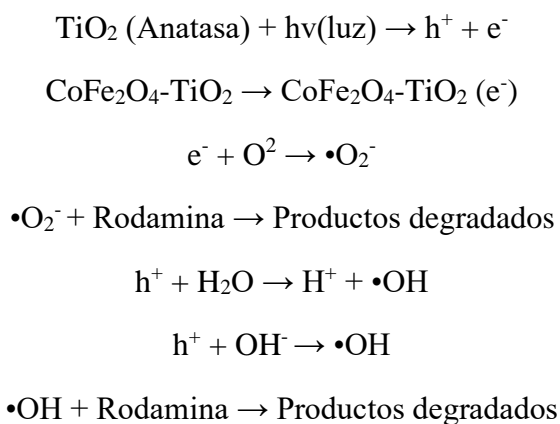 TiO₂ (Anatasa) + hv(luz) → h⁺ + e⁻
CoFe₂O₄-TiO₂ → CoFe₂O₄-TiO₂ (e⁻)
e⁻ + O² → •O₂⁻
•O₂⁻ + Rodamina → Productos degradados
h⁺ + H₂O → H⁺ + •OH
h⁺ + OH⁻ → •OH
•OH + Rodamina → Productos degradados